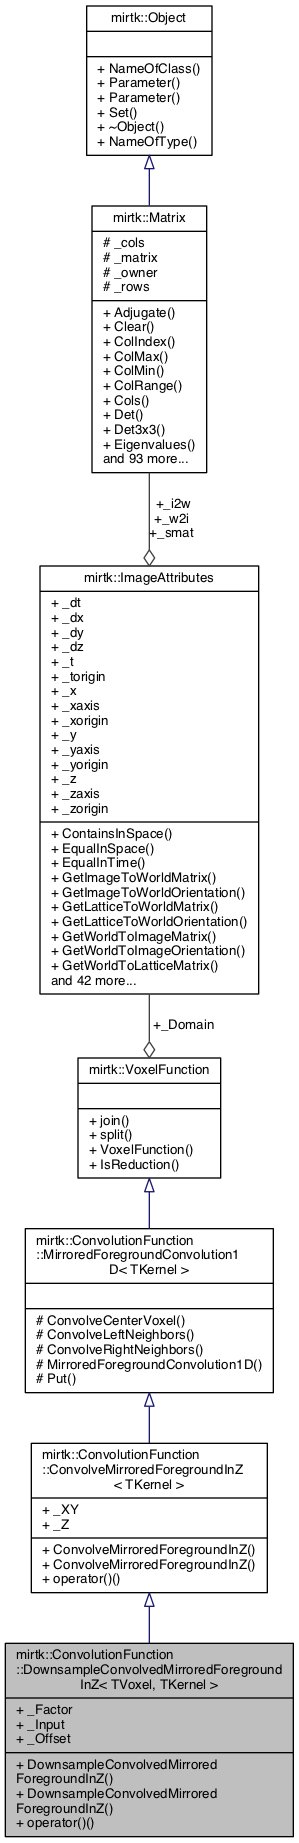 mirtk::Object
+ NameOfClass()
+ Parameter()
+ Parameter()
+ Set()
+ ~Object()
+ NameOfType()
mirtk::Matrix
# _cols
# _matrix
# _owner
# _rows
+ Adjugate()
+ Clear()
+ ColIndex()
+ ColMax()
+ ColMin()
+ ColRange()
+ Cols()
+ Det()
+ Det3x3()
+ Eigenvalues()
and 93 more...
+_i2w
+_w2i
+_smat
mirtk::ImageAttributes
+ _dt
+ _dx
+ _dy
+ _dz
+ _t
+ _torigin
+ _x
+ _xaxis
+ _xorigin
+ _y
+ _yaxis
+ _yorigin
+ _z
+ _zaxis
+ _zorigin
+ ContainsInSpace()
+ EqualInSpace()
+ EqualInTime()
+ GetImageToWorldMatrix()
+ GetImageToWorldOrientation()
+ GetLatticeToWorldMatrix()
+ GetLatticeToWorldOrientation()
+ GetWorldToImageMatrix()
+ GetWorldToImageOrientation()
+ GetWorldToLatticeMatrix()
and 42 more...
+_Domain
mirtk::VoxelFunction
+ join()
+ split()
+ VoxelFunction()
+ IsReduction()
mirtk::ConvolutionFunction
::MirroredForegroundConvolution1
D< TKernel >
# ConvolveCenterVoxel()
# ConvolveLeftNeighbors()
# ConvolveRightNeighbors()
# MirroredForegroundConvolution1D()
# Put()
mirtk::ConvolutionFunction
::ConvolveMirroredForegroundInZ
< TKernel >
+ _XY
+ _Z
+ ConvolveMirroredForegroundInZ()
+ ConvolveMirroredForegroundInZ()
+ operator()()
mirtk::ConvolutionFunction
::DownsampleConvolvedMirroredForeground
InZ< TVoxel, TKernel >
+ _Factor
+ _Input
+ _Offset
+ DownsampleConvolvedMirrored
ForegroundInZ()
+ DownsampleConvolvedMirrored
ForegroundInZ()
+ operator()()